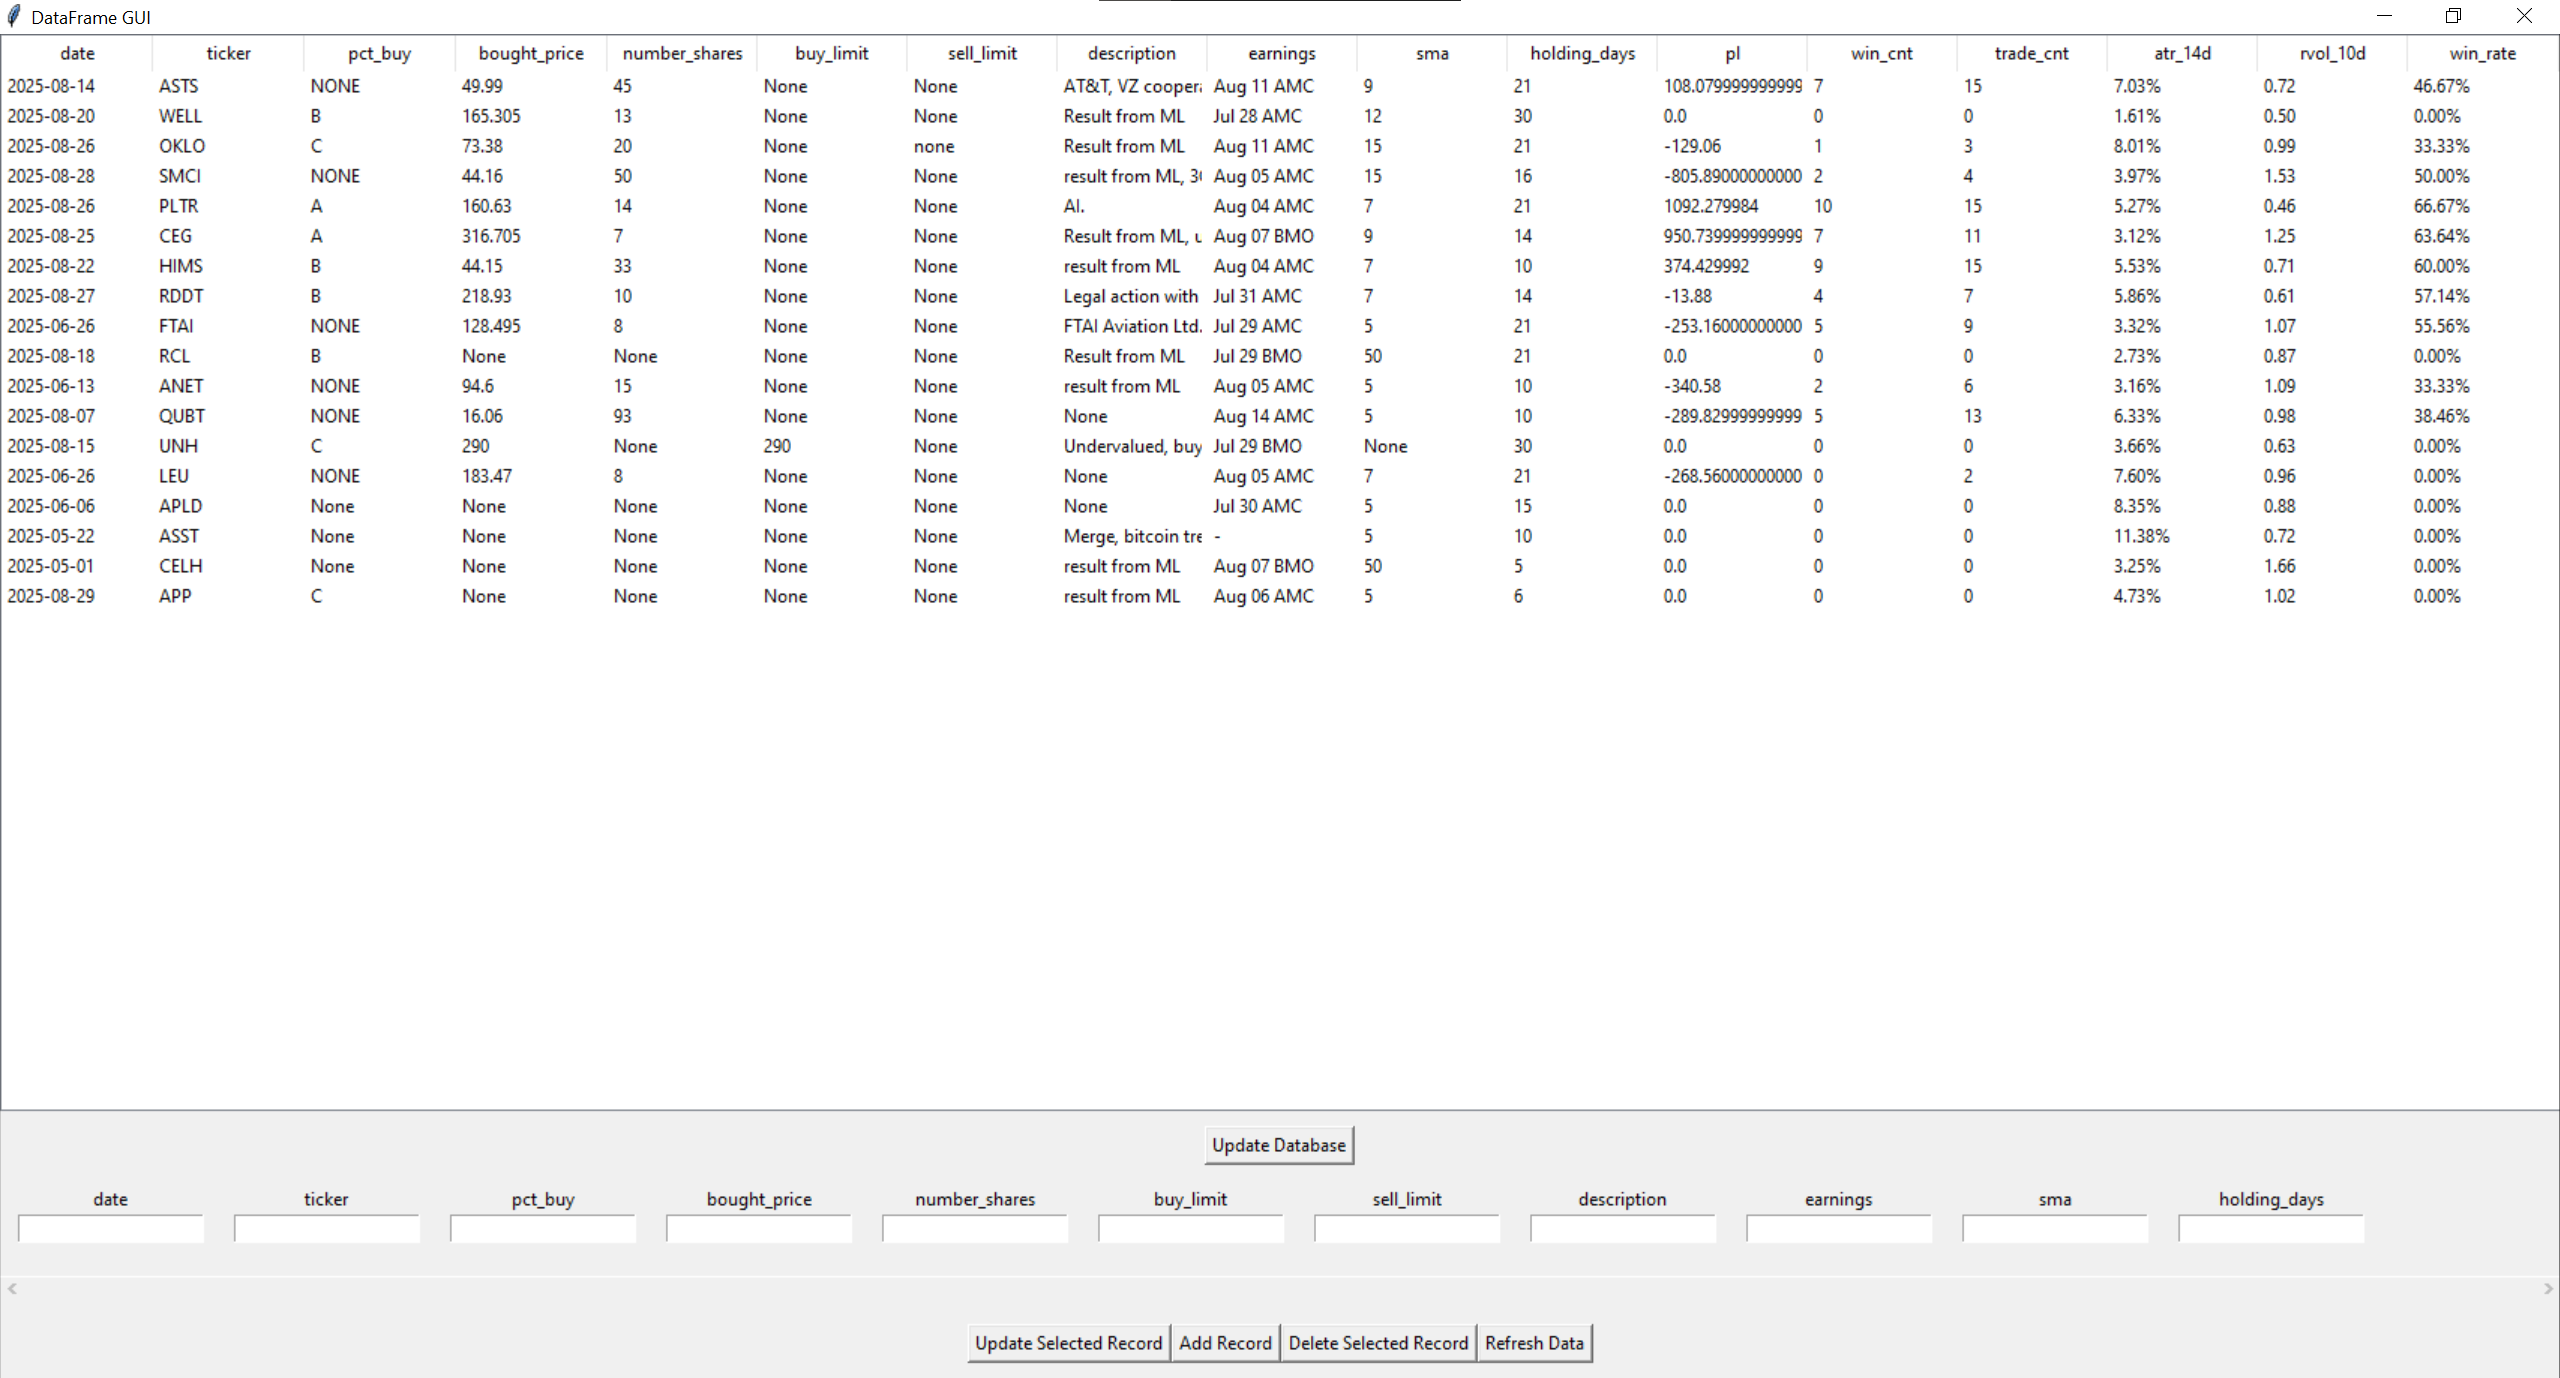 DataFrame GUI
date ticker pct_buy bought_price number_shares buy_limit sell_limit description earnings sma holding_days pl win_cnt trade_cnt atr_14d rvol_10d win_rate
2025-08-14 ASTS NONE 49.99 45 None None AT&T, VZ cooper Aug 11 AMC 9 21 108.079999999999 7 15 7.03% 0.72 46.67%
2025-08-20 WELL B 165.305 13 None None Result from ML Jul 28 AMC 12 30 0.0 0 0 1.61% 0.50 0.00%
2025-08-26 OKLO C 73.38 20 None none Result from ML Aug 11 AMC 15 21 -129.06 1 3 8.01% 0.99 33.33%
2025-08-28 SMCI NONE 44.16 50 None None result from ML, 3 Aug 05 AMC 15 16 -805.89000000000 2 4 3.97% 1.53 50.00%
2025-08-26 PLTR A 160.63 14 None None AI. Aug 04 AMC 7 21 1092.279984 10 15 5.27% 0.46 66.67%
2025-08-25 CEG A 316.705 7 None None Result from ML, u Aug 07 BMO 9 14 950.739999999999 7 11 3.12% 1.25 63.64%
2025-08-22 HIMS B 44.15 33 None None result from ML Aug 04 AMC 7 10 374.429992 9 15 5.53% 0.71 60.00%
2025-08-27 RDDT B 218.93 10 None None Legal action with Jul 31 AMC 7 14 -13.88 4 7 5.86% 0.61 57.14%
2025-06-26 FTAI NONE 128.495 8 None None FTAI Aviation Ltd. Jul 29 AMC 5 21 -253.16000000000 5 9 3.32% 1.07 55.56%
2025-08-18 RCL B None None None None Result from ML Jul 29 BMO 50 21 0.0 0 0 2.73% 0.87 0.00%
2025-06-13 ANET NONE 94.6 15 None None result from ML Aug 05 AMC 5 10 -340.58 2 6 3.16% 1.09 33.33%
2025-08-07 QUBT NONE 16.06 93 None None None Aug 14 AMC 5 10 -289.82999999999 5 13 6.33% 0.98 38.46%
2025-08-15 UNH C 290 None 290 None Undervalued, buy Jul 29 BMO None 30 0.0 0 0 3.66% 0.63 0.00%
2025-06-26 LEU NONE 183.47 8 None None None Aug 05 AMC 7 21 -268.56000000000 0 2 7.60% 0.96 0.00%
2025-06-06 APLD None None None None None None Jul 30 AMC 5 15 0.0 0 0 8.35% 0.88 0.00%
2025-05-22 ASST None None None None None Merge, bitcoin tre - 5 10 0.0 0 0 11.38% 0.72 0.00%
2025-05-01 CELH None None None None None result from ML Aug 07 BMO 50 5 0.0 0 0 3.25% 1.66 0.00%
2025-08-29 APP C None None None None result from ML Aug 06 AMC 5 6 0.0 0 0 4.73% 1.02 0.00%
Update Database
date ticker pct_buy bought_price number_shares buy_limit sell_limit description earnings sma holding_days
Update Selected Record Add Record Delete Selected Record Refresh Data